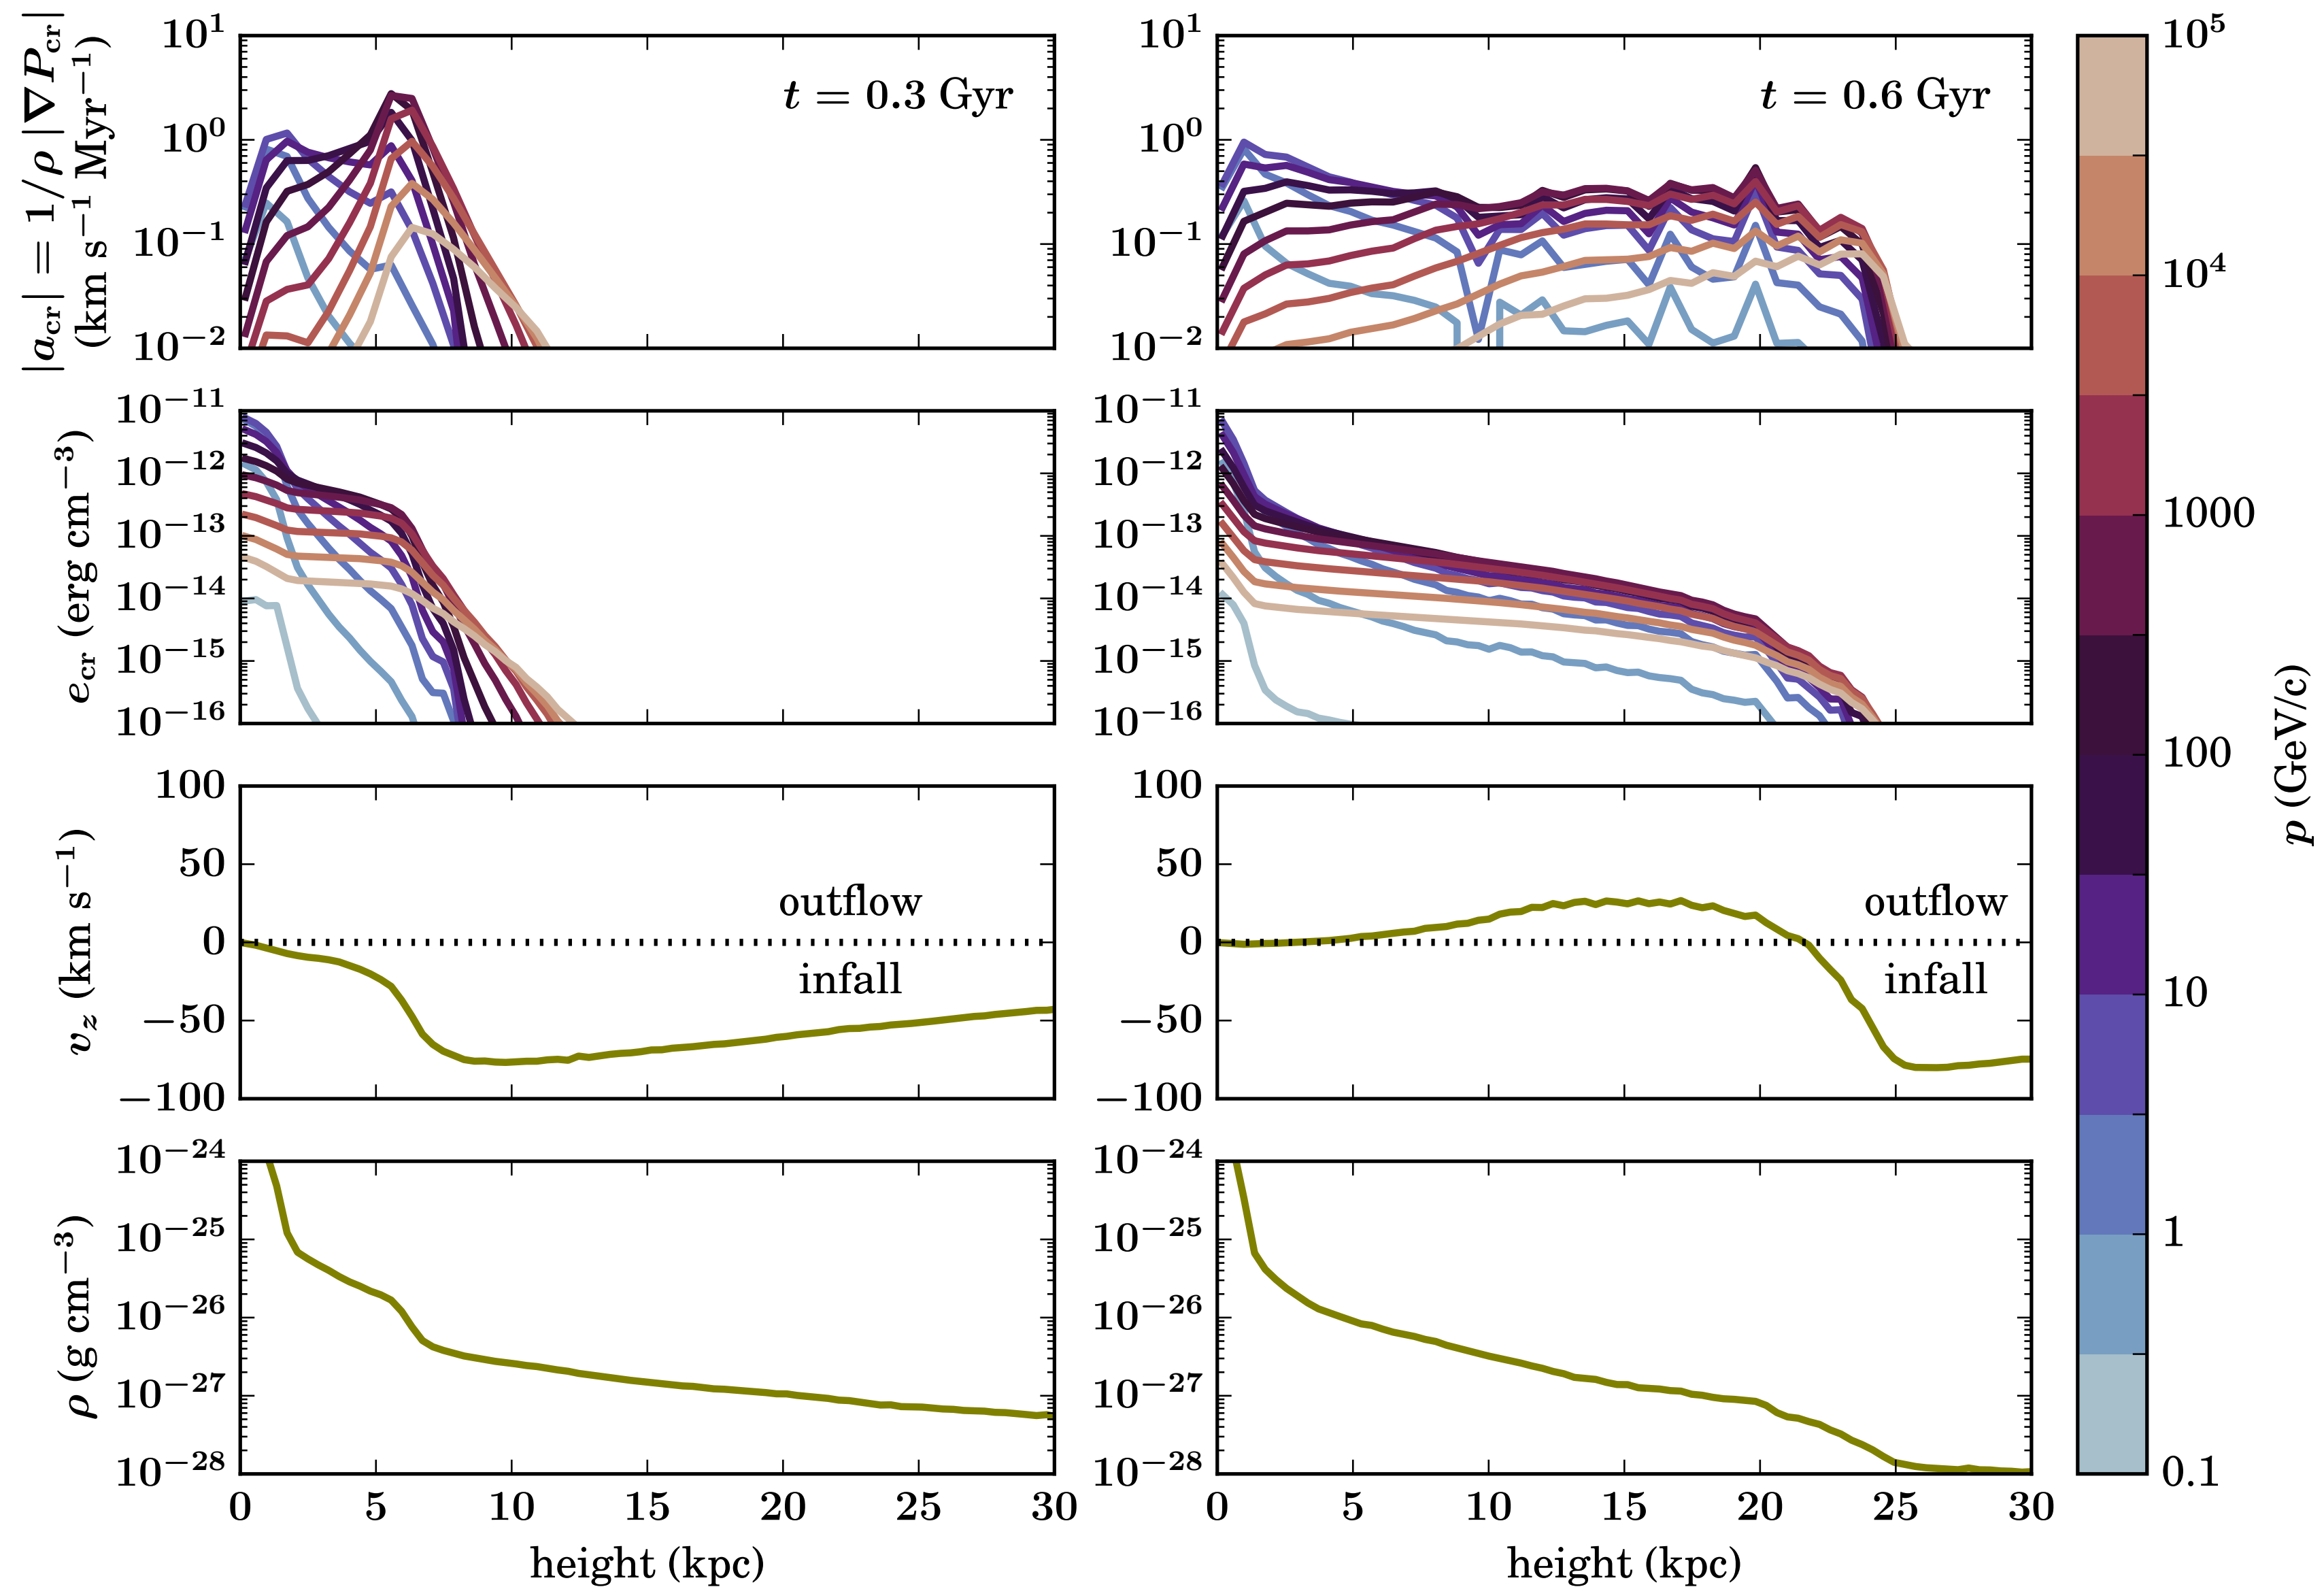 |a_cr| = 1/ρ |∇P_cr|
(km s⁻¹ Myr⁻¹)
10¹
10⁰
10⁻¹
10⁻²
t = 0.3 Gyr
10¹
10⁰
10⁻¹
10⁻²
t = 0.6 Gyr
e_cr (erg cm⁻³)
10⁻¹¹
10⁻¹²
10⁻¹³
10⁻¹⁴
10⁻¹⁵
10⁻¹⁶
10⁻¹¹
10⁻¹²
10⁻¹³
10⁻¹⁴
10⁻¹⁵
10⁻¹⁶
v_z (km s⁻¹)
100
50
0
−50
−100
outflow
infall
100
50
0
−50
−100
outflow
infall
ρ (g cm⁻³)
10⁻²⁴
10⁻²⁵
10⁻²⁶
10⁻²⁷
10⁻²⁸
0 5 10 15 20 25 30
height (kpc)
10⁻²⁴
10⁻²⁵
10⁻²⁶
10⁻²⁷
10⁻²⁸
0 5 10 15 20 25 30
height (kpc)
10⁵
10⁴
1000
100
10
1
0.1
p (GeV/c)